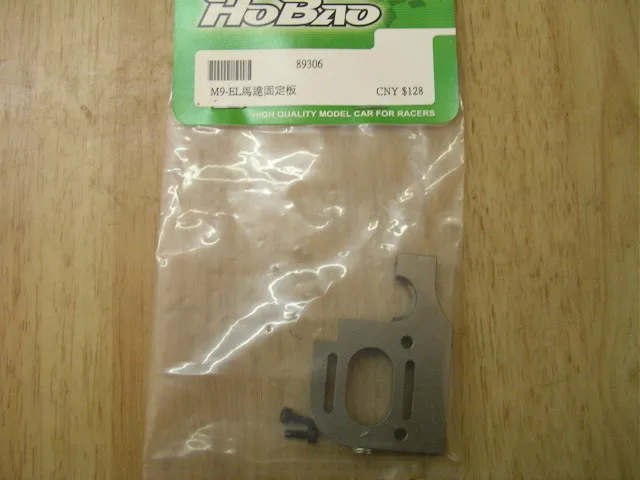 HOBAO
89306
M9-EL馬達固定板 CNY $128
HIGH QUALITY MODEL CAR FOR RACERS